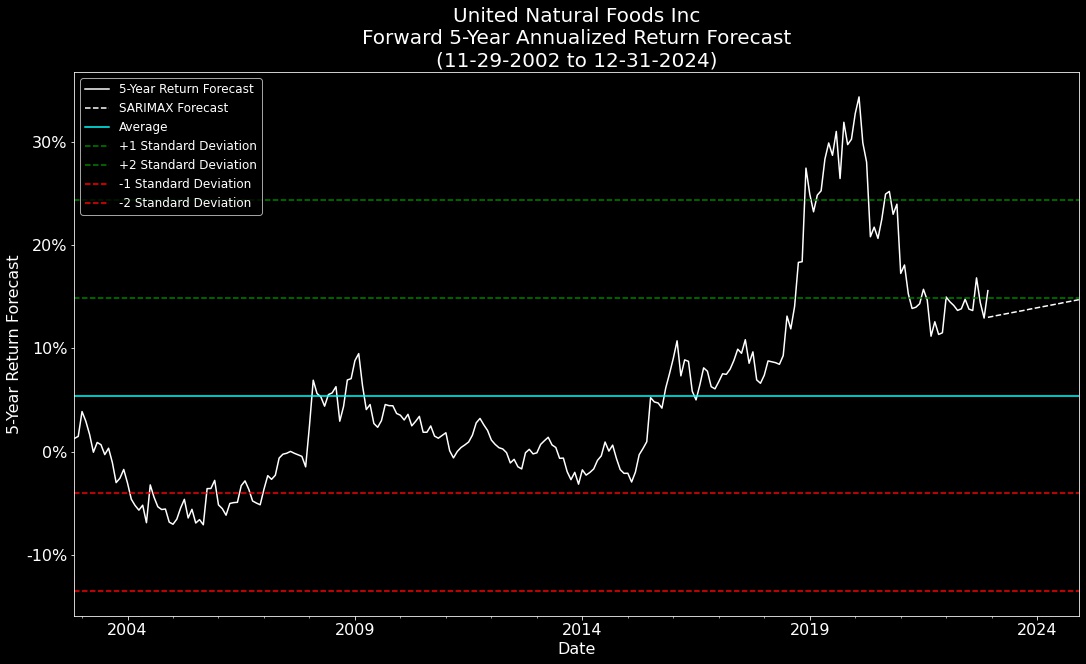 United Natural Foods Inc
Forward 5-Year Annualized Return Forecast
(11-29-2002 to 12-31-2024)
5-Year Return Forecast
SARIMAX Forecast
Average
+1 Standard Deviation
+2 Standard Deviation
-1 Standard Deviation
-2 Standard Deviation
5-Year Return Forecast
30%
20%
10%
0%
-10%
2004
2009
2014
2019
2024
Date